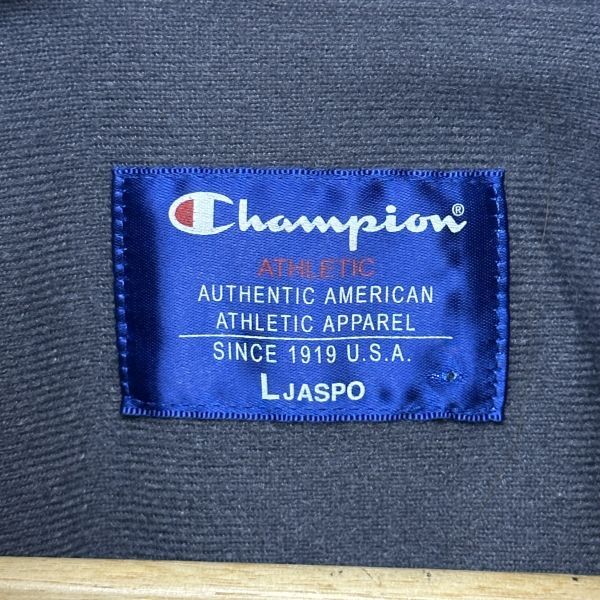 Champion®
ATHLETIC
AUTHENTIC AMERICAN
ATHLETIC APPAREL
SINCE 1919 U.S.A.
L JASPO